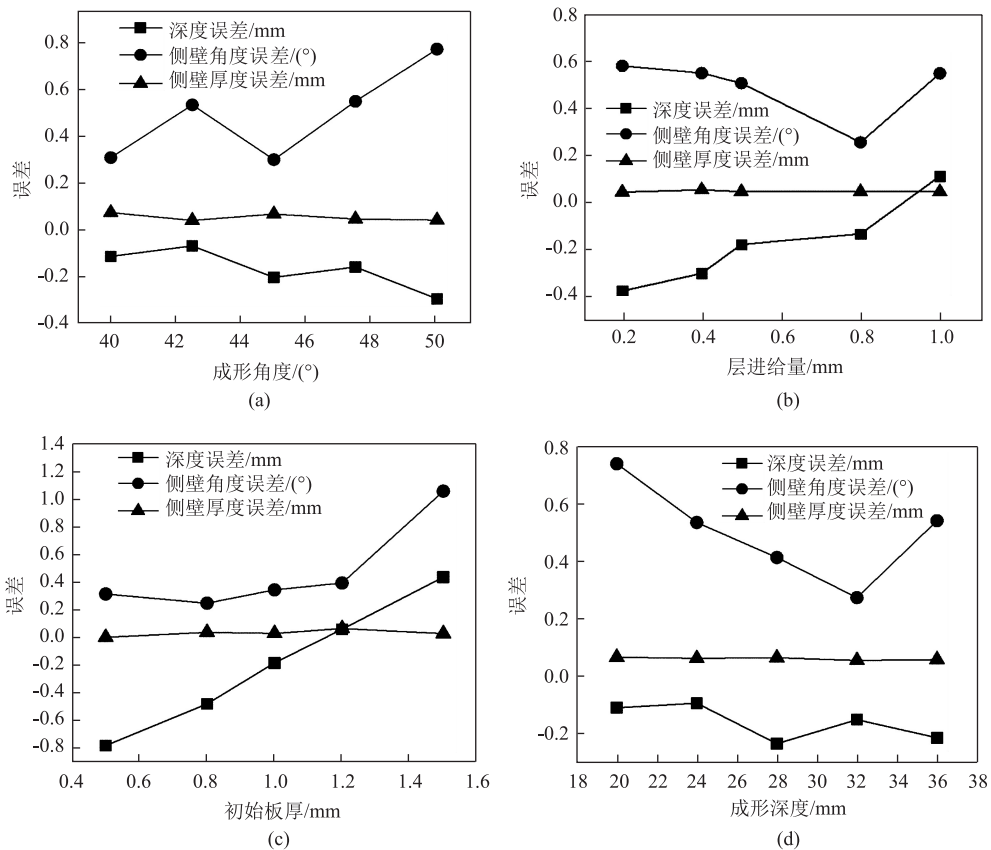 深度误差/mm
侧壁角度误差/(°)
侧壁厚度误差/mm
0.8
0.6
0.4
0.2
0.0
-0.2
-0.4
误差
40 42 44 46 48 50
成形角度/(°)
(a)
深度误差/mm
侧壁角度误差/(°)
侧壁厚度误差/mm
0.8
0.6
0.4
0.2
0.0
-0.2
-0.4
误差
0.2 0.4 0.6 0.8 1.0
层进给量/mm
(b)
深度误差/mm
侧壁角度误差/(°)
侧壁厚度误差/mm
1.4
1.2
1.0
0.8
0.6
0.4
0.2
0.0
-0.2
-0.4
-0.6
-0.8
误差
0.4 0.6 0.8 1.0 1.2 1.4 1.6
初始板厚/mm
(c)
深度误差/mm
侧壁角度误差/(°)
侧壁厚度误差/mm
0.8
0.6
0.4
0.2
0.0
-0.2
误差
18 20 22 24 26 28 30 32 34 36 38
成形深度/mm
(d)